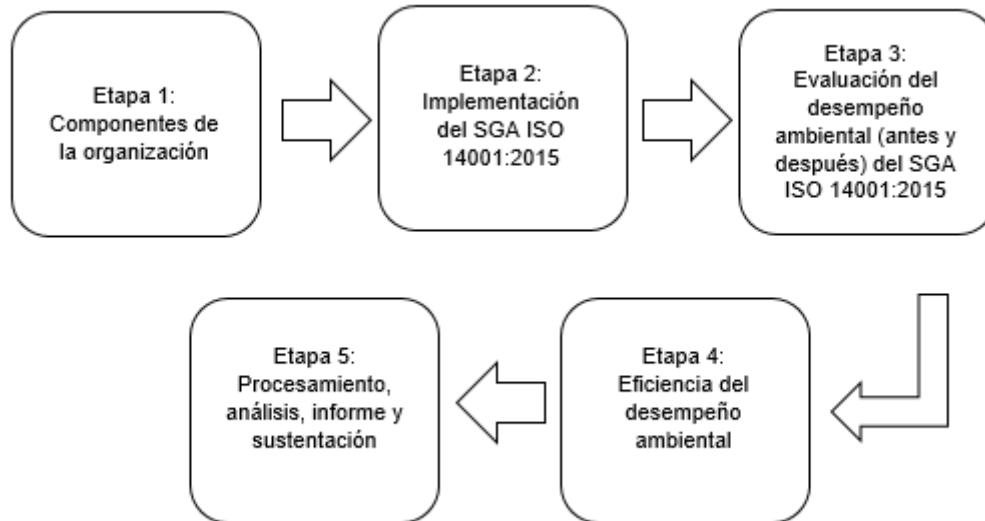 Etapa 1:
Componentes de
la organización
Etapa 2:
Implementación
del SGA ISO
14001:2015
Etapa 3:
Evaluación del
desempeño
ambiental (antes y
después) del SGA
ISO 14001:2015
Etapa 4:
Eficiencia del
desempeño
ambiental
Etapa 5:
Procesamiento,
análisis, informe y
sustentación